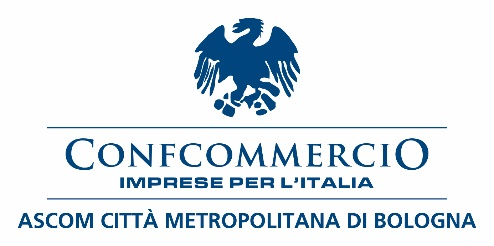 CONFCOMMERCIO
IMPRESE PER L'ITALIA
ASCOM CITTÀ METROPOLITANA DI BOLOGNA